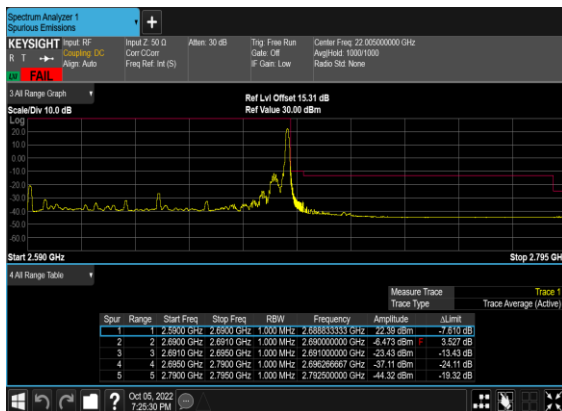 Spectrum Analyzer 1
Spurious Emissions
KEYSIGHT Input: RF Input Z: 50 Ω Atten: 30 dB Trig: Free Run Center Freq: 22.005000000 GHz
R T Coupling: DC Corr CCorr Gate: Off Avg|Hold: 1000/1000
Align: Auto Freq Ref: Int (S) IF Gain: Low Radio Std: None
FAIL
3 All Range Graph
Ref Lvl Offset 15.31 dB
Scale/Div 10.0 dB Ref Value 30.00 dBm
Log
20.0
10.0
0.00
-10.0
-20.0
-30.0
-40.0
-50.0
-60.0
Start 2.590 GHz Stop 2.795 GH
4 All Range Table
Measure Trace Trace 1
Trace Type Trace Average (Active)
Spur Range Start Freq Stop Freq RBW Frequency Amplitude ΔLimit
1 1 2.5900 GHz 2.6900 GHz 1.000 MHz 2.688833333 GHz 22.39 dBm -7.610 dB
2 2 2.6900 GHz 2.6910 GHz 1.000 MHz 2.690000000 GHz -6.473 dBm F 3.527 dB
3 3 2.6910 GHz 2.6950 GHz 1.000 MHz 2.691000000 GHz -23.43 dBm -13.43 dB
4 4 2.6950 GHz 2.7900 GHz 1.000 MHz 2.696266667 GHz -37.11 dBm -24.11 dB
5 5 2.7900 GHz 2.7950 GHz 1.000 MHz 2.792500000 GHz -44.32 dBm -19.32 dB
Oct 05, 2022
7:25:30 PM